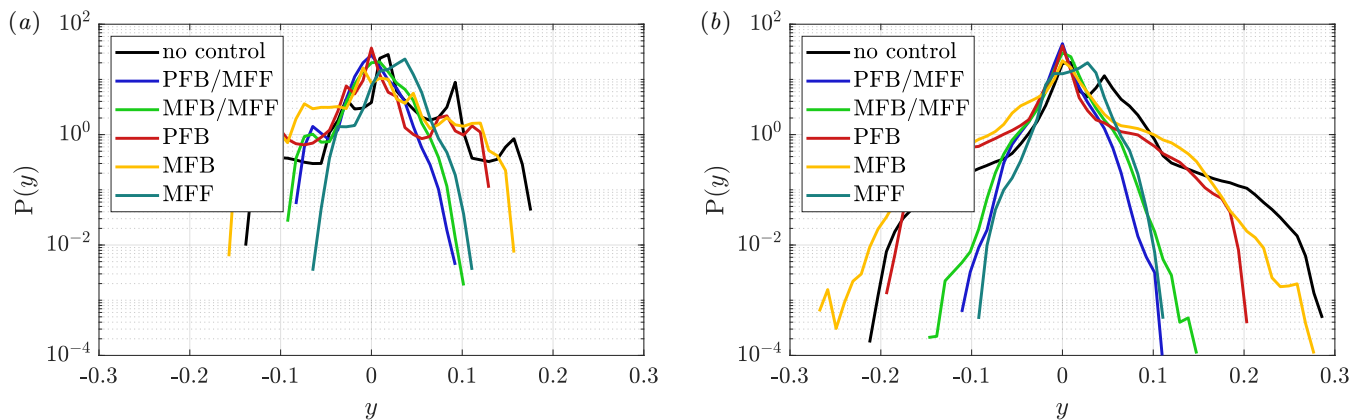 (a)
P(y)
10^2
10^0
10^-2
10^-4
no control
PFB/MFF
MFB/MFF
PFB
MFB
MFF
-0.3 -0.2 -0.1 0 0.1 0.2 0.3
y
(b)
P(y)
10^2
10^0
10^-2
10^-4
no control
PFB/MFF
MFB/MFF
PFB
MFB
MFF
-0.3 -0.2 -0.1 0 0.1 0.2 0.3
y